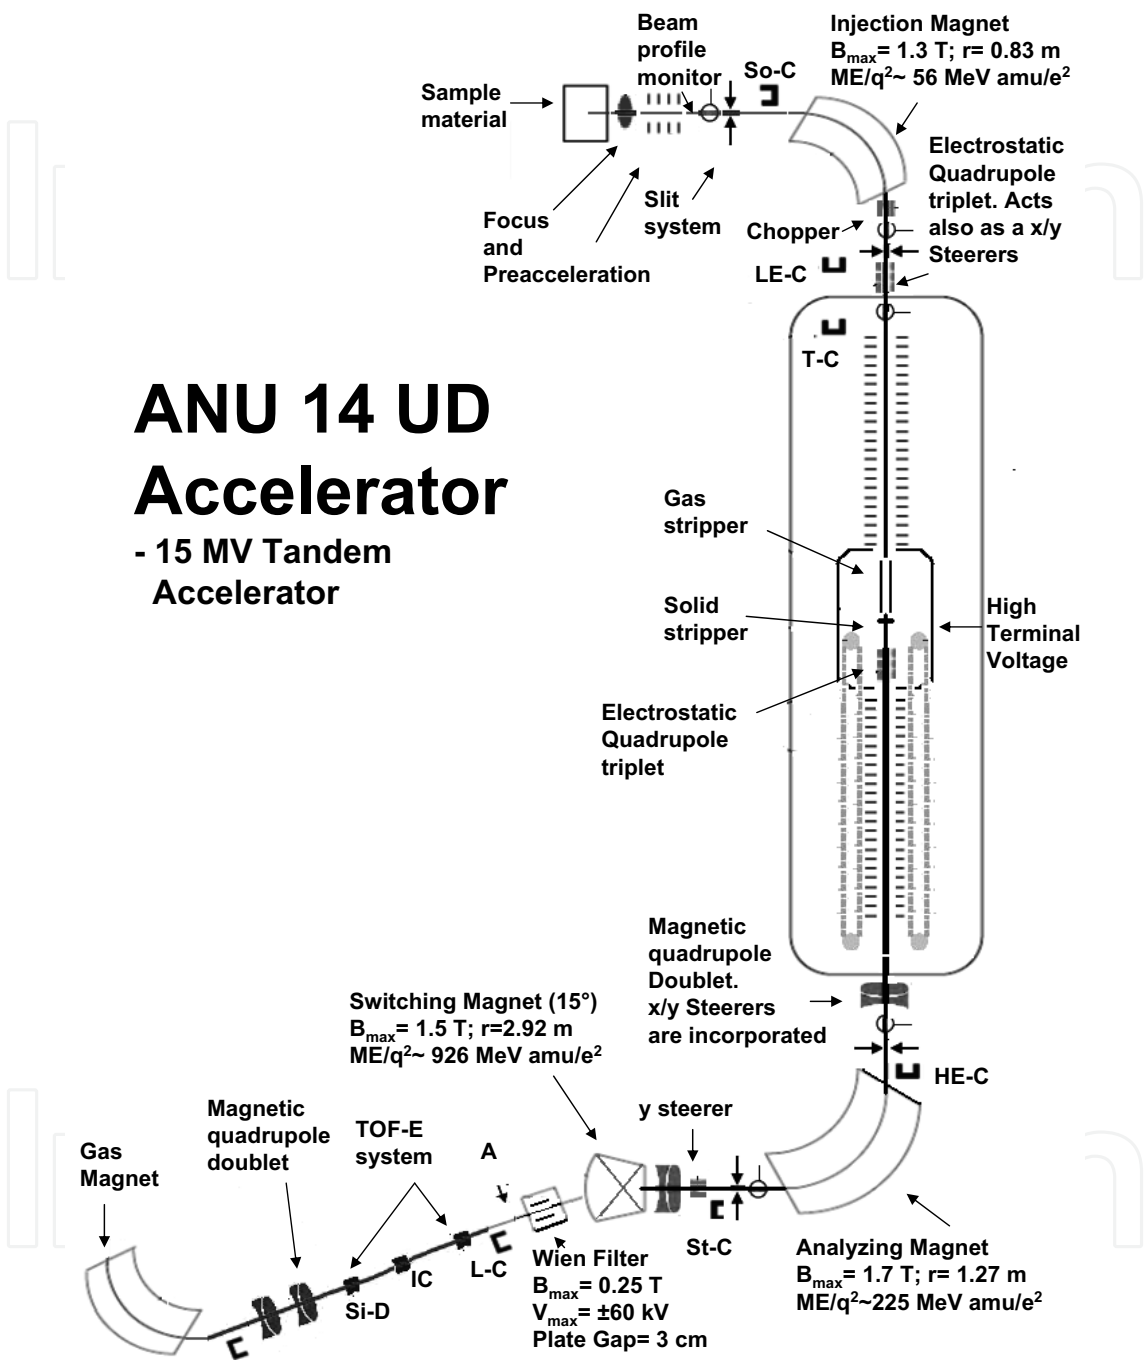 Beam
profile
monitor
So-C
Injection Magnet
Bmax= 1.3 T; r= 0.83 m
ME/q²~ 56 MeV amu/e²
Sample
material
Electrostatic
Quadrupole
triplet. Acts
also as a x/y
Steerers
Slit
system
Focus
and
Preacceleration
Chopper
LE-C
T-C
ANU 14 UD
Accelerator
- 15 MV Tandem
Accelerator
Gas
stripper
Solid
stripper
High
Terminal
Voltage
Electrostatic
Quadrupole
triplet
Magnetic
quadrupole
Doublet.
x/y Steerers
are incorporated
Switching Magnet (15°)
Bmax= 1.5 T; r=2.92 m
ME/q²~ 926 MeV amu/e²
HE-C
y steerer
Magnetic
quadrupole
doublet
TOF-E
system
A
Gas
Magnet
St-C
L-C
IC
Si-D
Wien Filter
Bmax= 0.25 T
Vmax= ±60 kV
Plate Gap= 3 cm
Analyzing Magnet
Bmax= 1.7 T; r= 1.27 m
ME/q²~225 MeV amu/e²